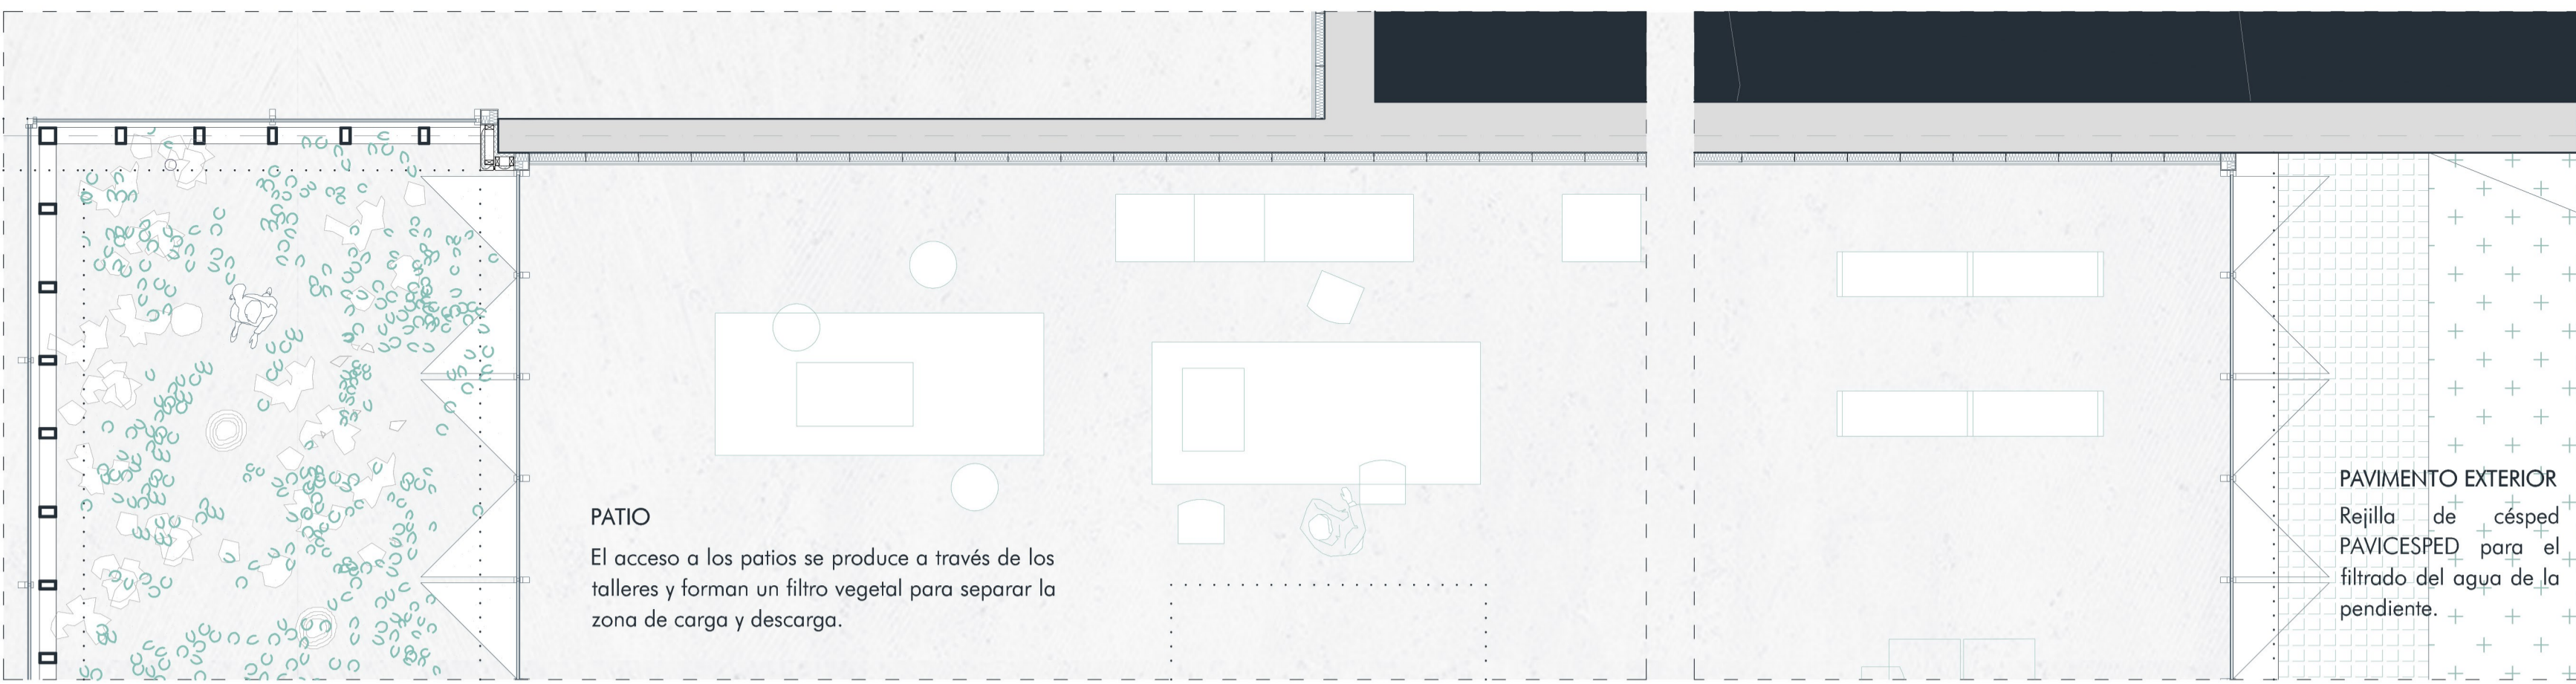 PATIO
El acceso a los patios se produce a través de los
talleres y forman un filtro vegetal para separar la
zona de carga y descarga.
PAVIMENTO EXTERIOR
Rejilla de césped
PAVICESPED para el
filtrado del agua de la
pendiente.